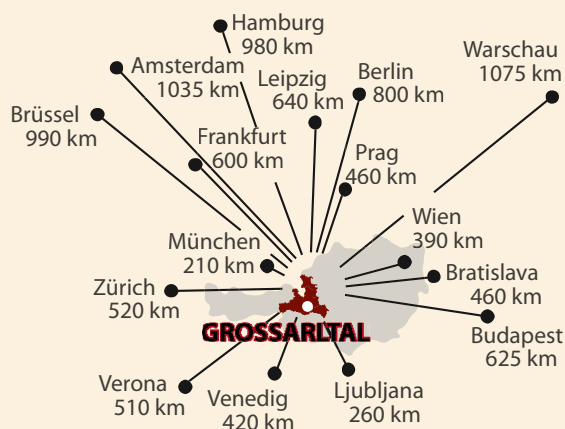 Hamburg
980 km
Warschau
1075 km
Amsterdam
1035 km
Leipzig
640 km
Berlin
800 km
Brüssel
990 km
Frankfurt
600 km
Prag
460 km
Wien
390 km
München
210 km
Bratislava
460 km
Zürich
520 km
GROSSARLTAL
Budapest
625 km
Verona
510 km
Venedig
420 km
Ljubljana
260 km